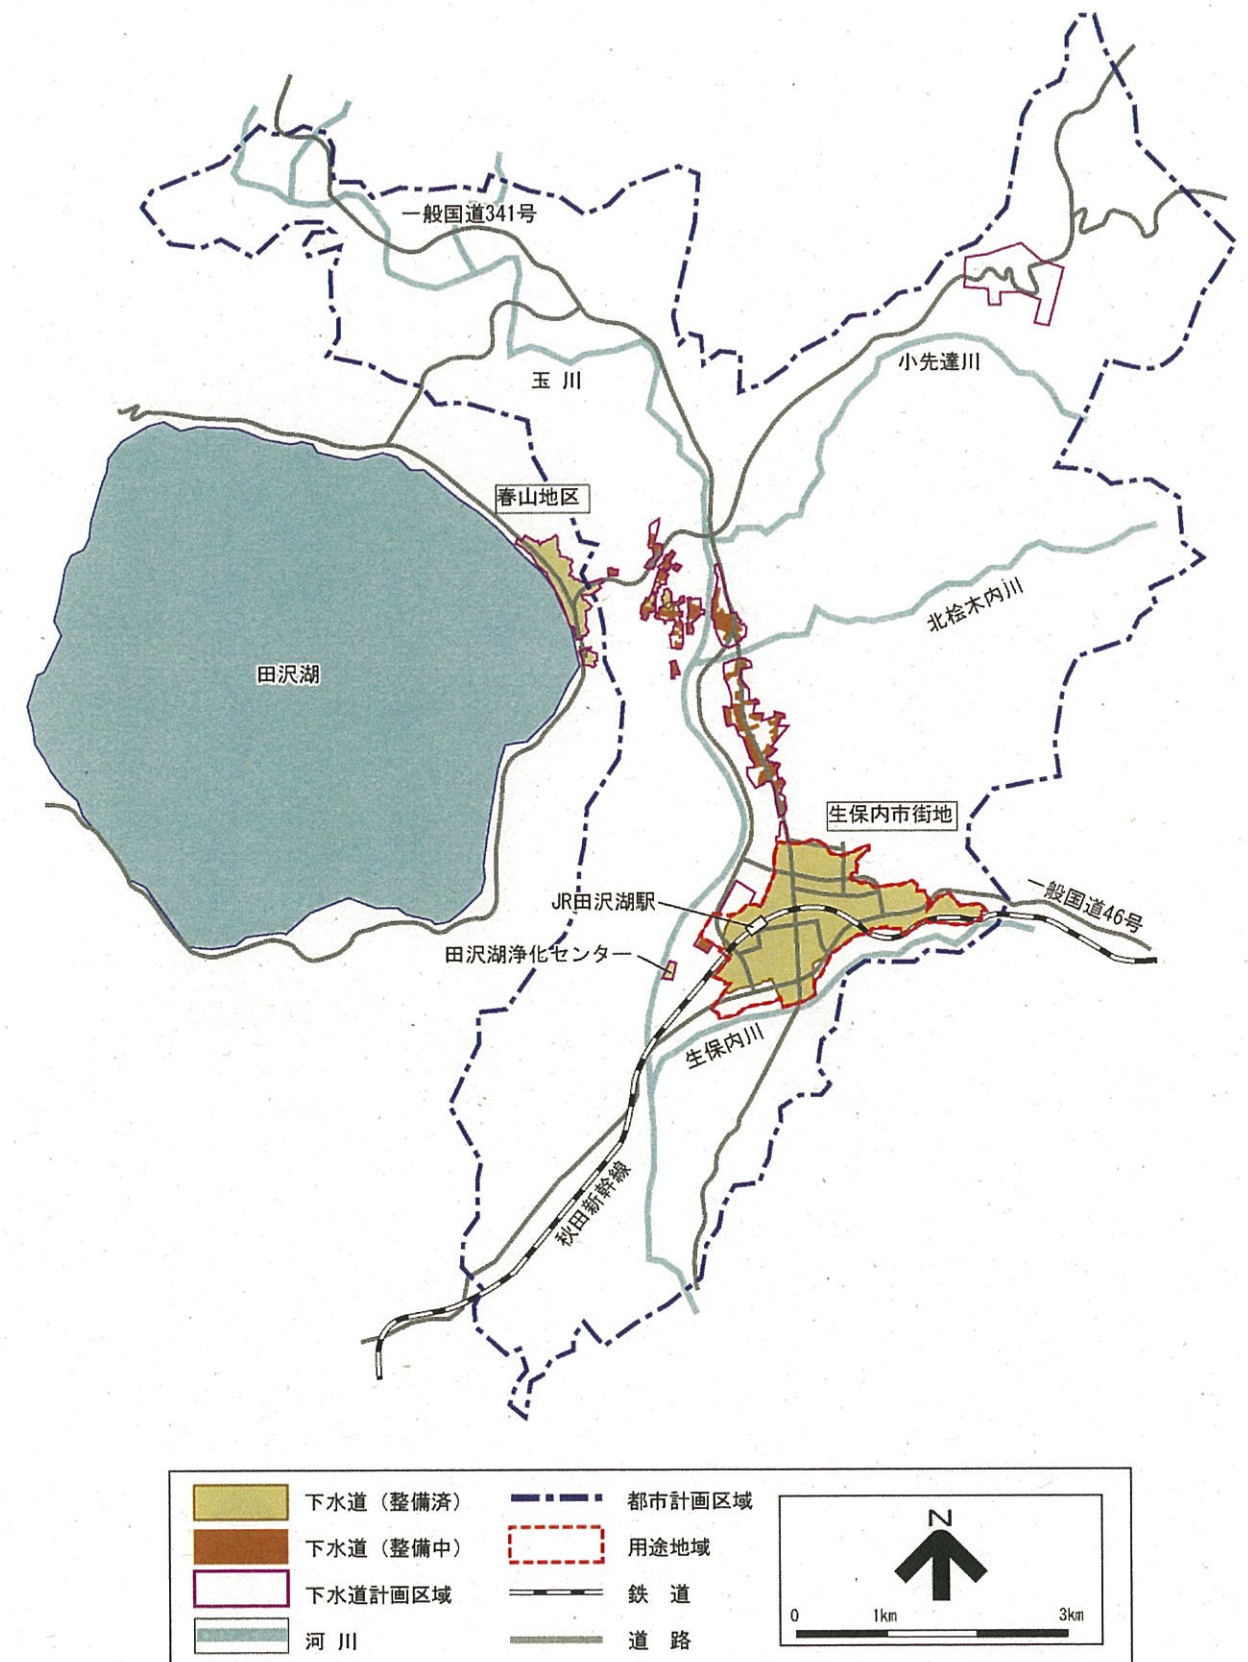 一般国道341号
玉 川
小先達川
春山地区
北桧木内川
田沢湖
生保内市街地
JR田沢湖駅
一般国道46号
田沢湖浄化センター
生保内川
秋田新幹線
下水道（整備済）
下水道（整備中）
下水道計画区域
河 川
都市計画区域
用途地域
鉄 道
道 路
N
0 1km 3km